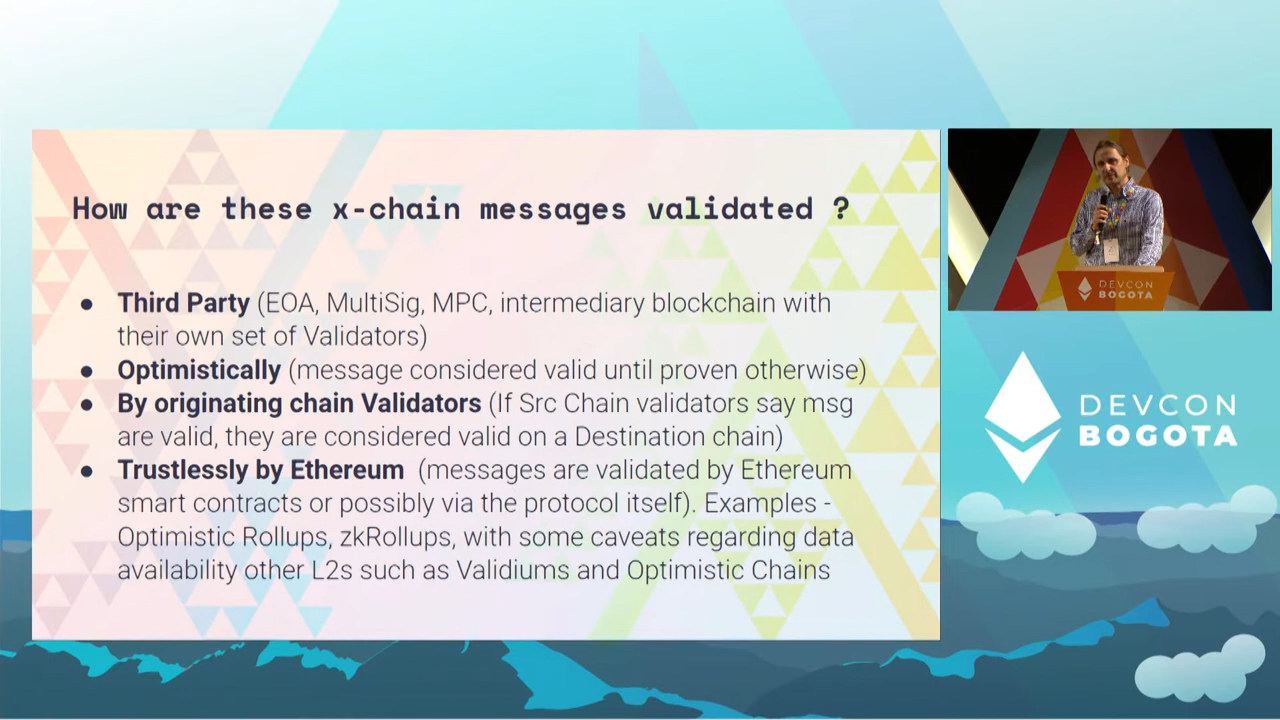 How are these x-chain messages validated ?
● Third Party (EOA, MultiSig, MPC, intermediary blockchain with
their own set of Validators)
● Optimistically (message considered valid until proven otherwise)
● By originating chain Validators (If Src Chain validators say msg
are valid, they are considered valid on a Destination chain)
● Trustlessly by Ethereum (messages are validated by Ethereum
smart contracts or possibly via the protocol itself). Examples -
Optimistic Rollups, zkRollups, with some caveats regarding data
availability other L2s such as Validiums and Optimistic Chains
DEVCON
BOGOTA
DEVCON
BOGOTA